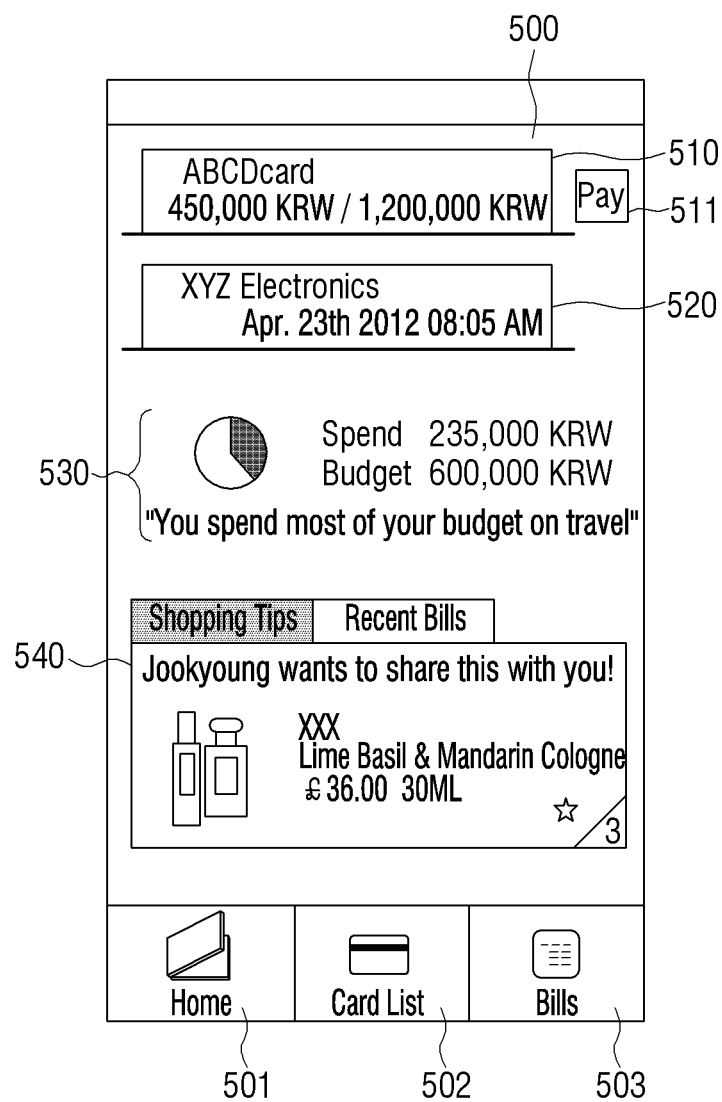 500
ABCDcard
450,000 KRW / 1,200,000 KRW
510
Pay
511
XYZ Electronics
Apr. 23th 2012 08:05 AM
520
530
Spend 235,000 KRW
Budget 600,000 KRW
"You spend most of your budget on travel"
Shopping Tips Recent Bills
540
Jookyoung wants to share this with you!
XXX
Lime Basil & Mandarin Cologne
£ 36.00 30ML
3
Home Card List Bills
501 502 503